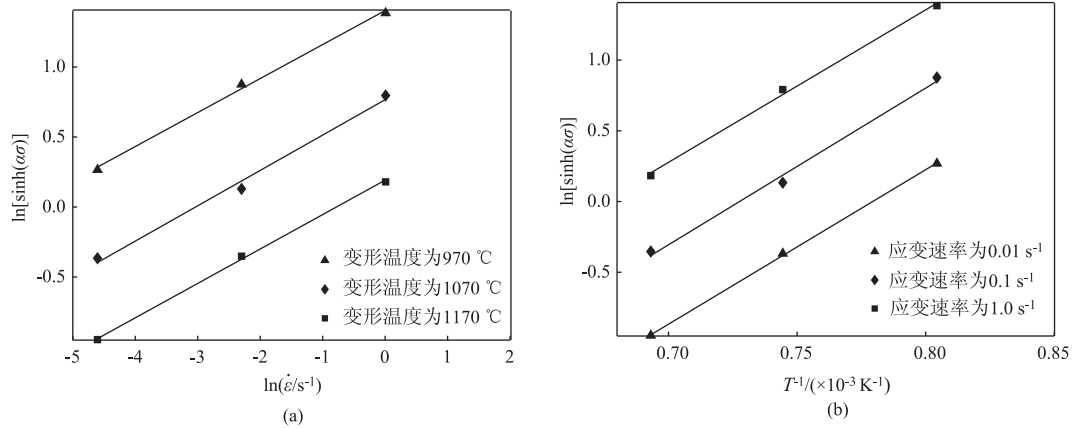 ln[sinh(ασ)]
1.0
0.5
0.0
-0.5
-5
-4
-3
-2
-1
0
1
2
▲ 变形温度为970 ℃
◆ 变形温度为1070 ℃
■ 变形温度为1170 ℃
ln(ε̇/s⁻¹)
(a)
ln[sinh(ασ)]
1.0
0.5
0.0
-0.5
0.70
0.75
0.80
0.85
▲ 应变速率为0.01 s⁻¹
◆ 应变速率为0.1 s⁻¹
■ 应变速率为1.0 s⁻¹
T⁻¹/(×10⁻³ K⁻¹)
(b)